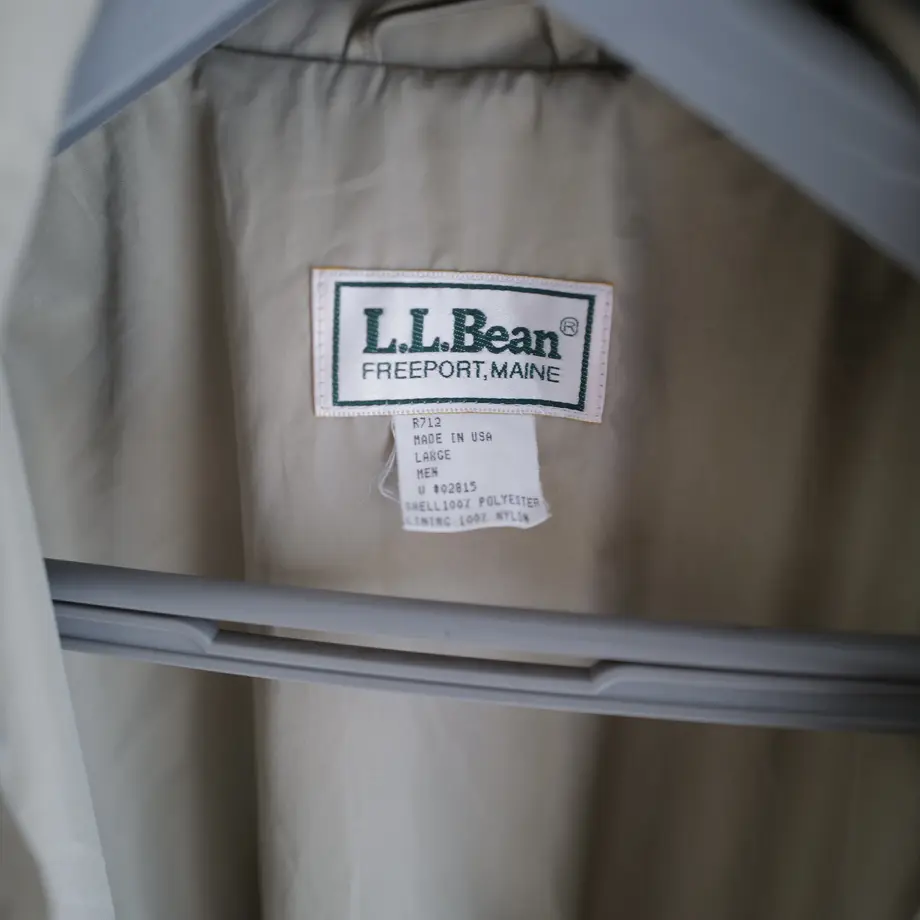 L.L.Bean®
FREEPORT, MAINE
R712
MADE IN USA
LARGE
MEN
U #02815
SHELL100% POLYESTER
LINING 100% NYLON